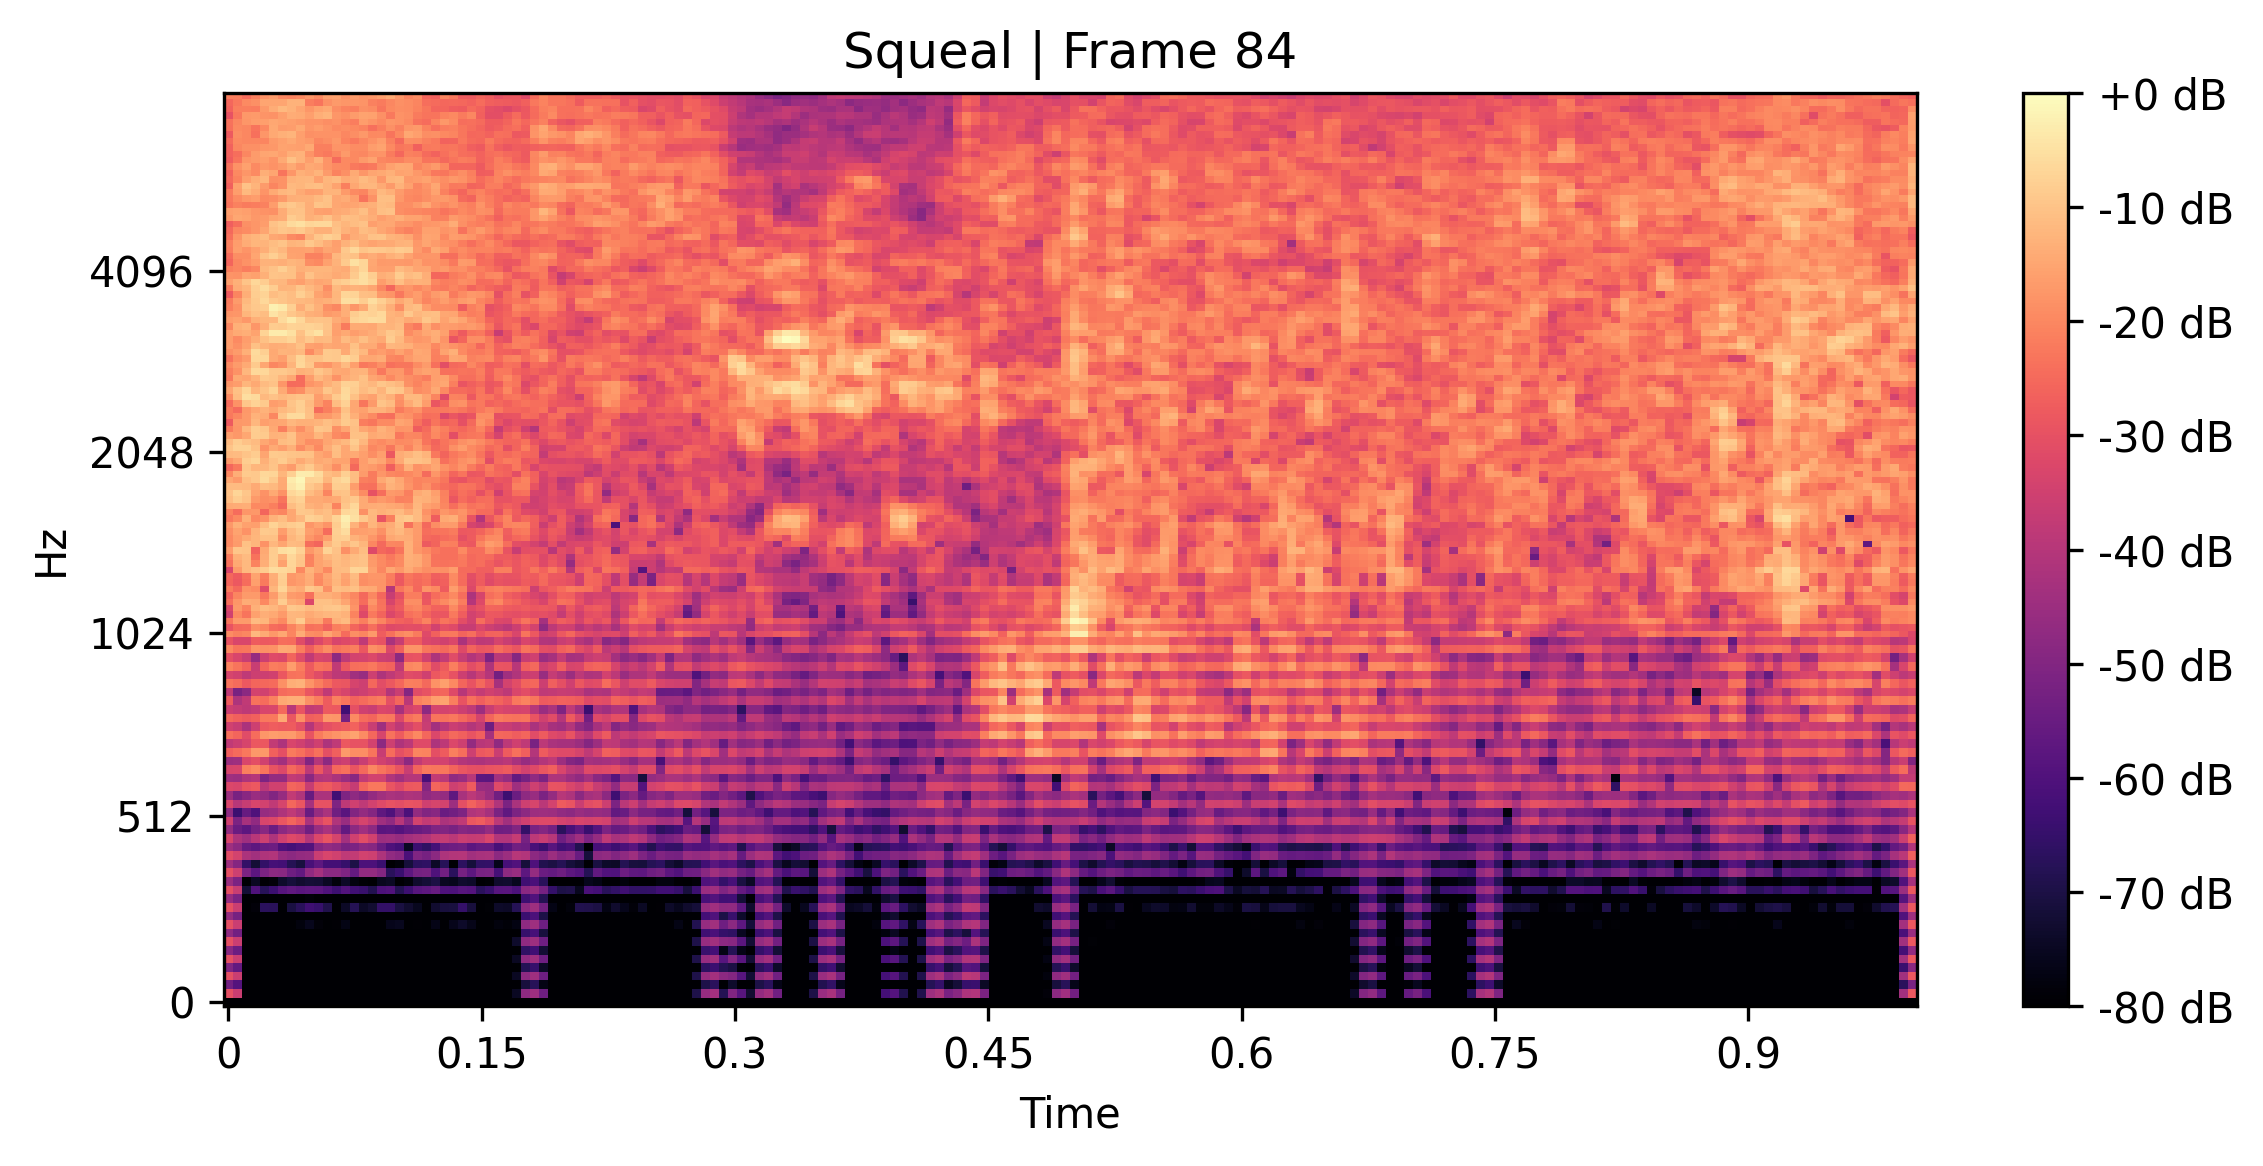 Squeal | Frame 84
Hz
4096
2048
1024
512
0
0 0.15 0.3 0.45 0.6 0.75 0.9
Time
+0 dB
-10 dB
-20 dB
-30 dB
-40 dB
-50 dB
-60 dB
-70 dB
-80 dB